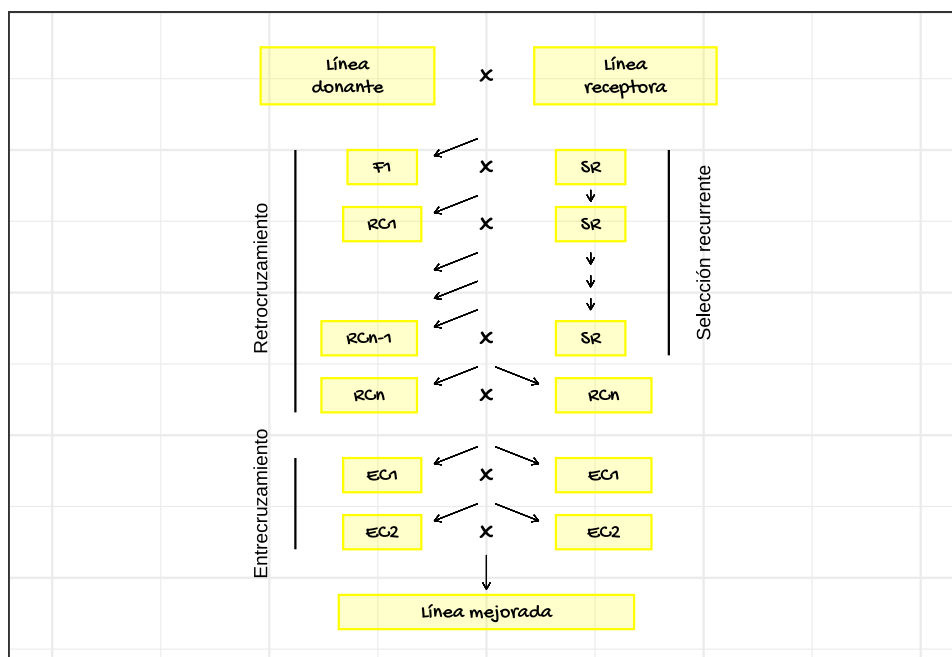 Línea
donante
x
Línea
receptora
F1
x
SR
RC1
x
SR
Retrocruzamiento
Selección recurrente
RCn-1
x
SR
RCn
x
RCn
Entrecruzamiento
EC1
x
EC1
EC2
x
EC2
Línea mejorada